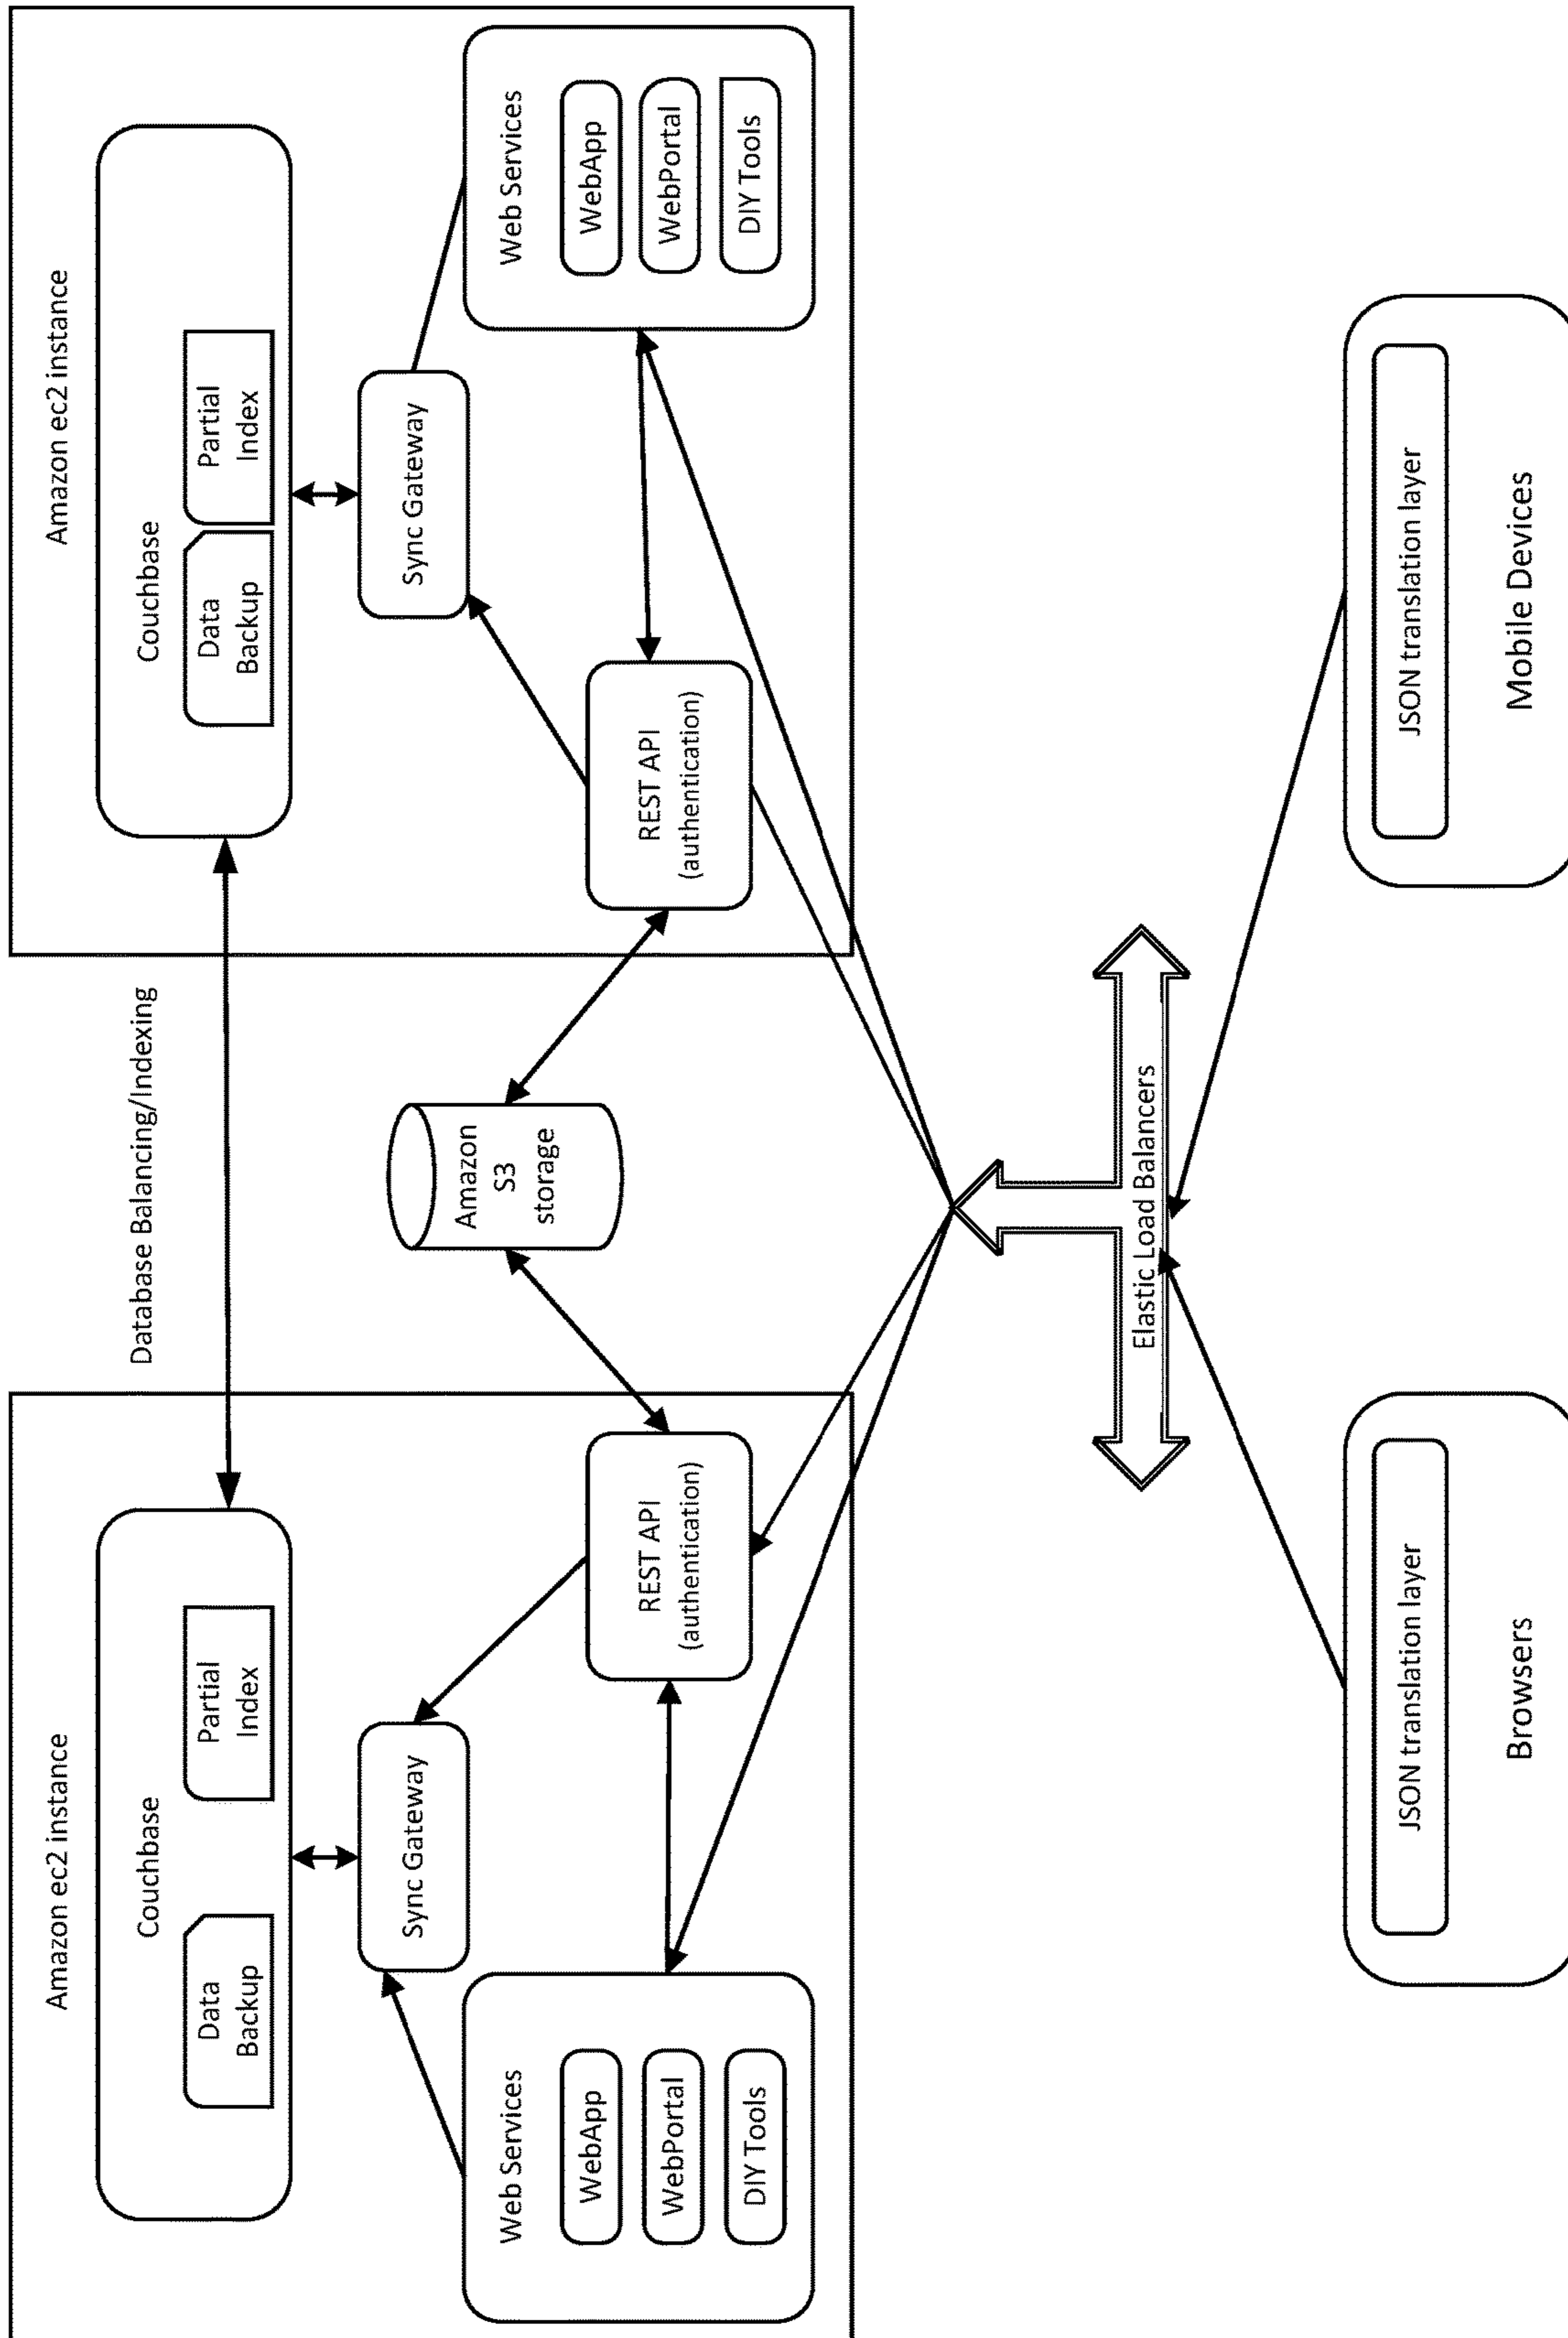 Amazon ec2 instance
Couchbase
Data
Backup
Partial
Index
Sync Gateway
Web Services
WebApp
WebPortal
DIY Tools
REST API
(authentication)
Database Balancing/Indexing
Amazon
S3
storage
Amazon ec2 instance
Couchbase
Data
Backup
Partial
Index
Sync Gateway
REST API
(authentication)
Web Services
WebApp
WebPortal
DIY Tools
Elastic Load Balancers
JSON translation layer
Browsers
JSON translation layer
Mobile Devices